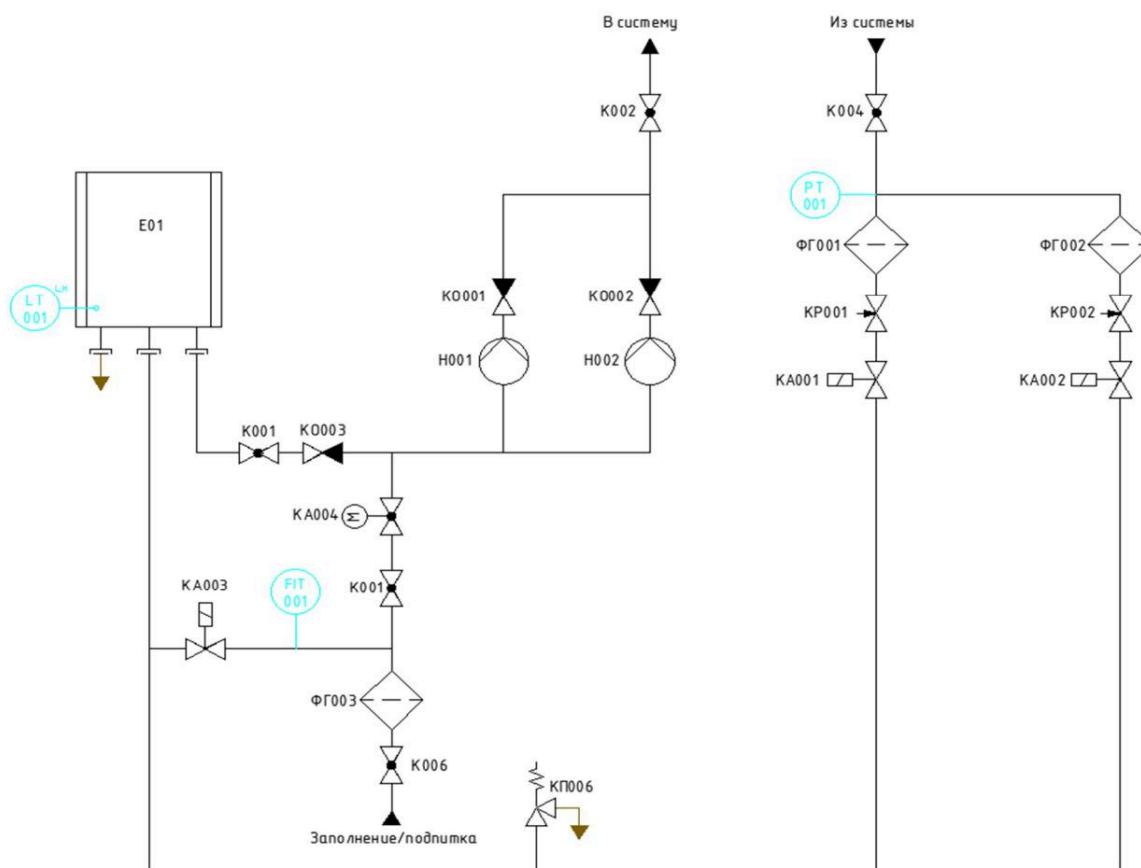 В систему
Из системы
К002
К004
PT
001
E01
ФГ001
ФГ002
LT
001
LM
КО001
КО002
КР001
КР002
Н001
Н002
КА001
КА002
К001
КО003
КА004
M
КА003
FIT
001
К001
ФГ003
К006
КП006
Заполнение/подпитка